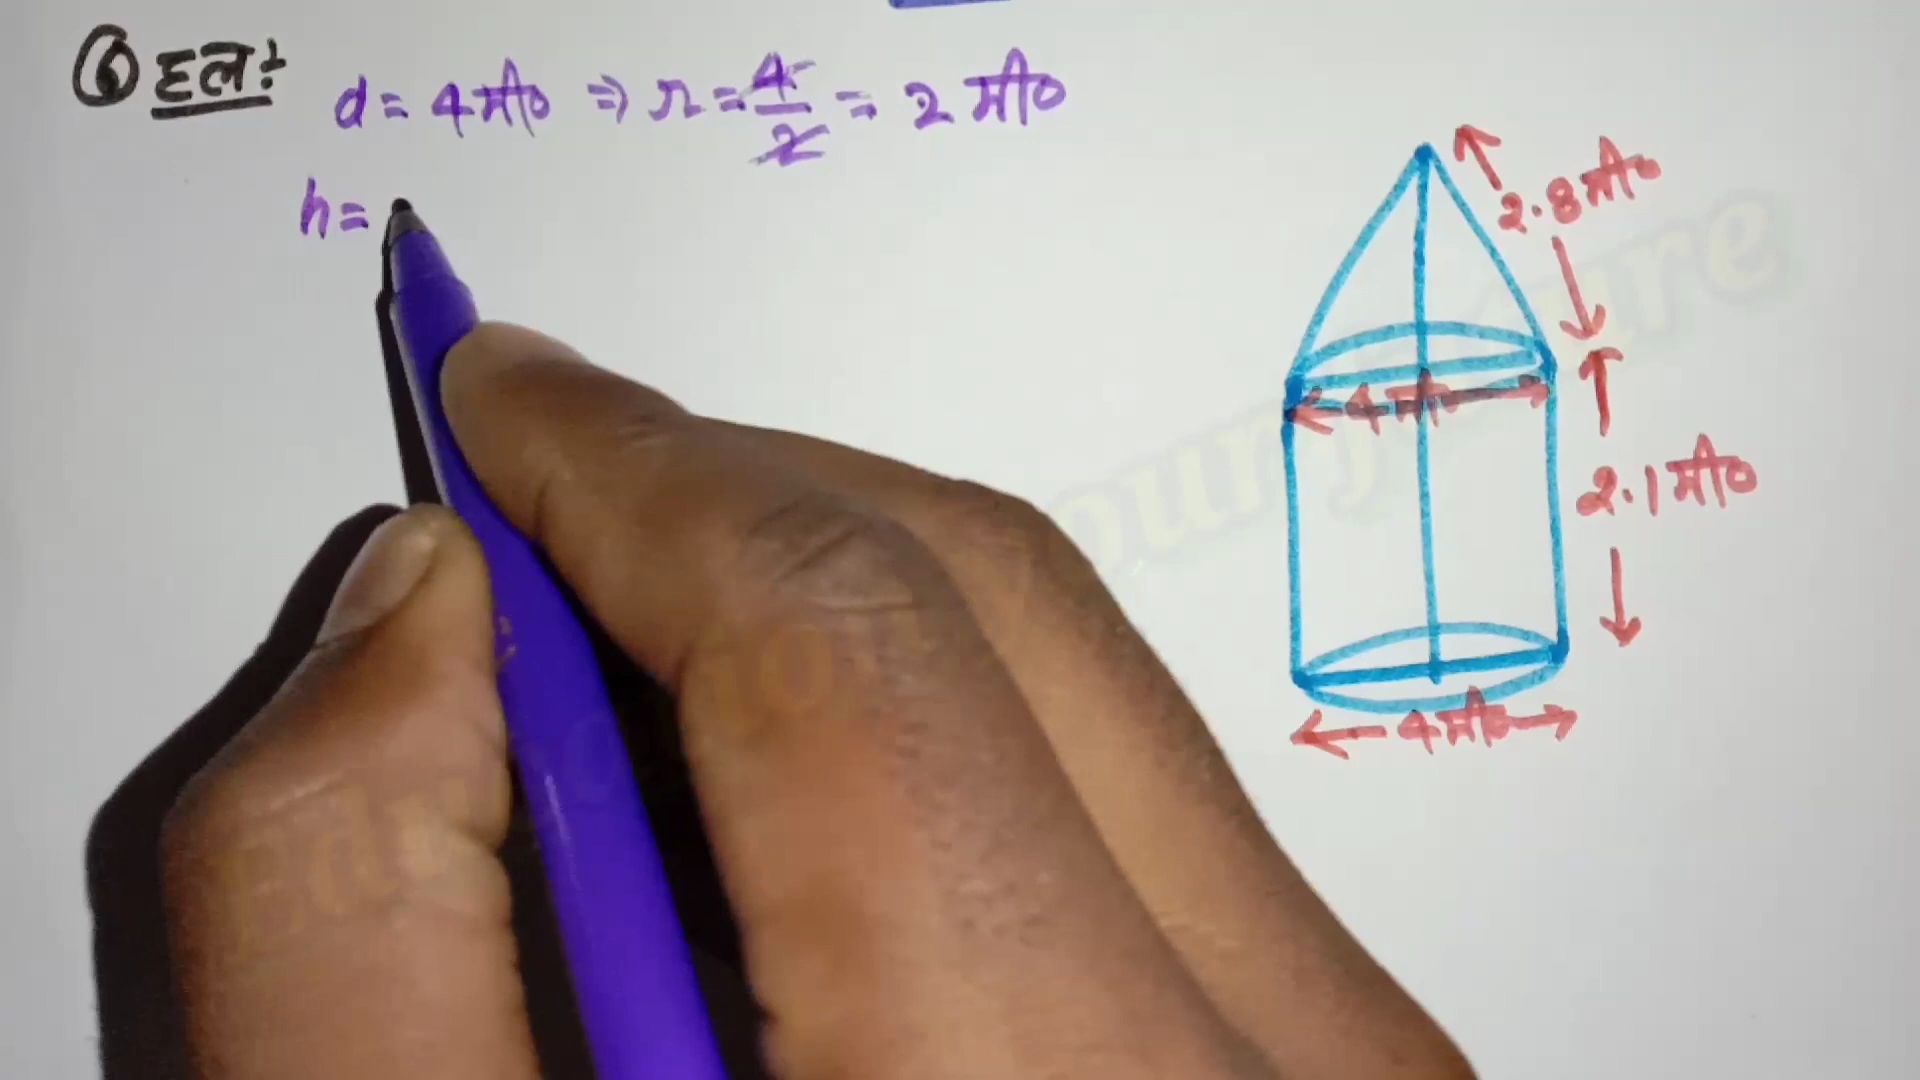 6 हल:
d = 4 मी० ⇒ r = 4/2 = 2 मी०
h =
2.8 मी०
4 मी०
2.1 मी०
4 मी०